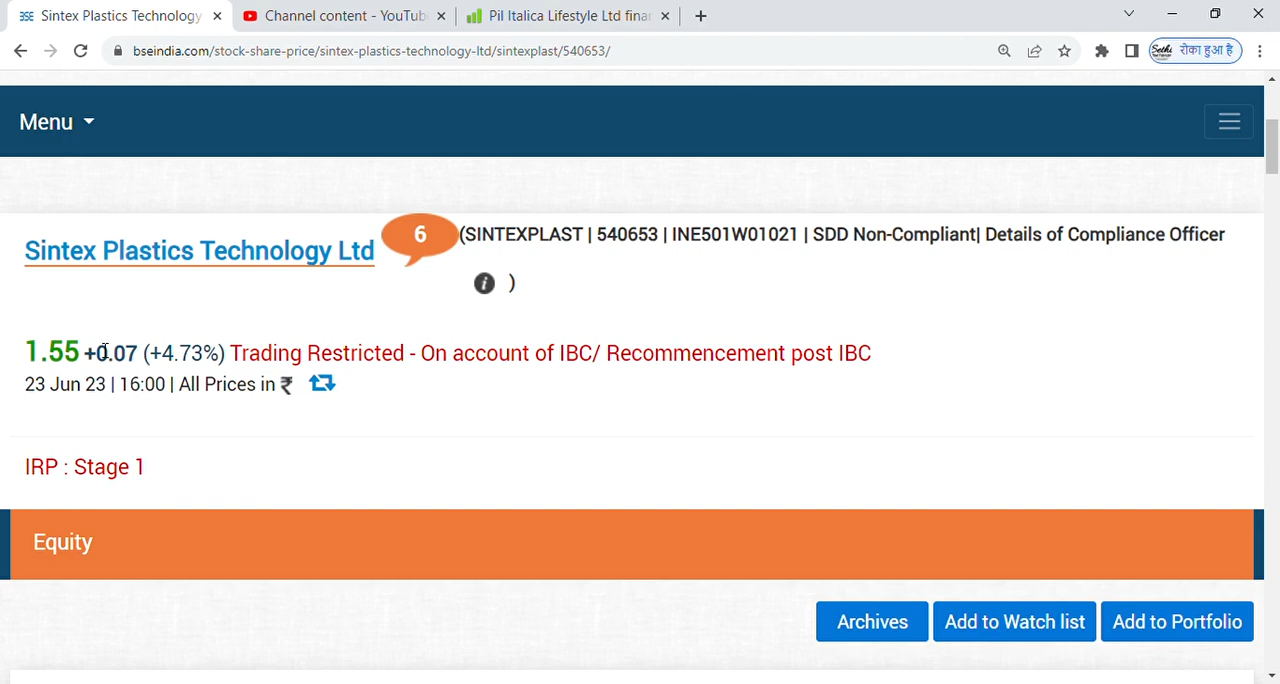 Sintex Plastics Technology
Channel content - YouTub
Pil Italica Lifestyle Ltd finar
bseindia.com/stock-share-price/sintex-plastics-technology-ltd/sintexplast/540653/
रोका हुआ है
Menu
Sintex Plastics Technology Ltd
6
(SINTEXPLAST | 540653 | INE501W01021 | SDD Non-Compliant| Details of Compliance Officer
i )
1.55 +0.07 (+4.73%) Trading Restricted - On account of IBC/ Recommencement post IBC
23 Jun 23 | 16:00 | All Prices in ₹
IRP : Stage 1
Equity
Archives
Add to Watch list
Add to Portfolio